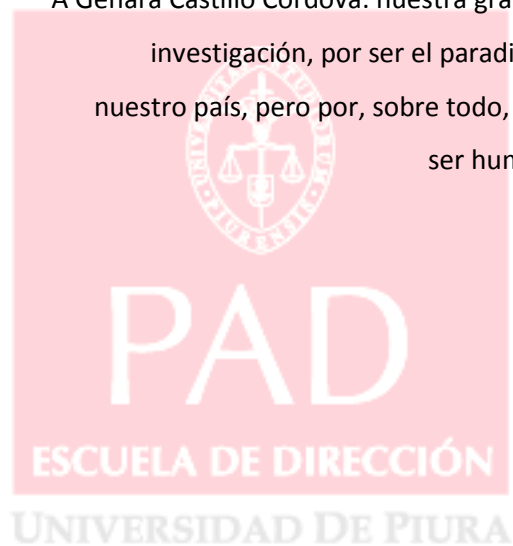 A Genara Castillo Córdova: nuestra gra
investigación, por ser el paradi
nuestro país, pero por, sobre todo,
ser hun
PAD
ESCUELA DE DIRECCIÓN
UNIVERSIDAD DE PIURA